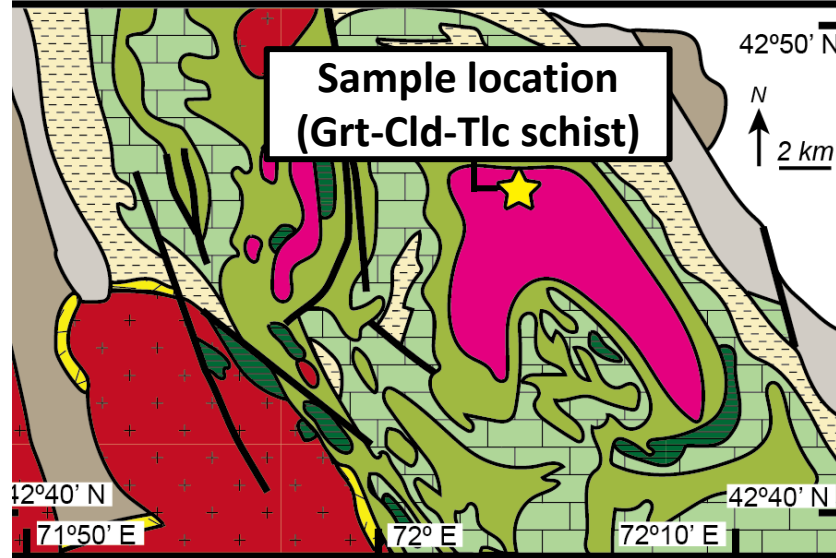 42º50’ N
Sample location
(Grt-Cld-Tlc schist)
N
2 km
42º40’ N
42º40’ N
71º50’ E
72º E
72º10’ E